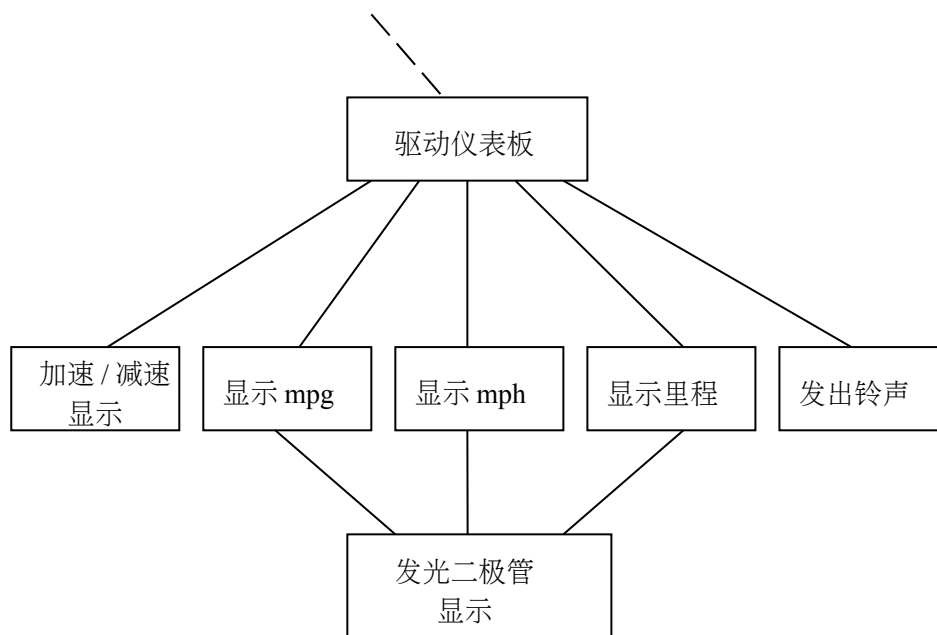 驱动仪表板
加速 / 减速
显示
显示 mpg
显示 mph
显示里程
发出铃声
发光二极管
显示